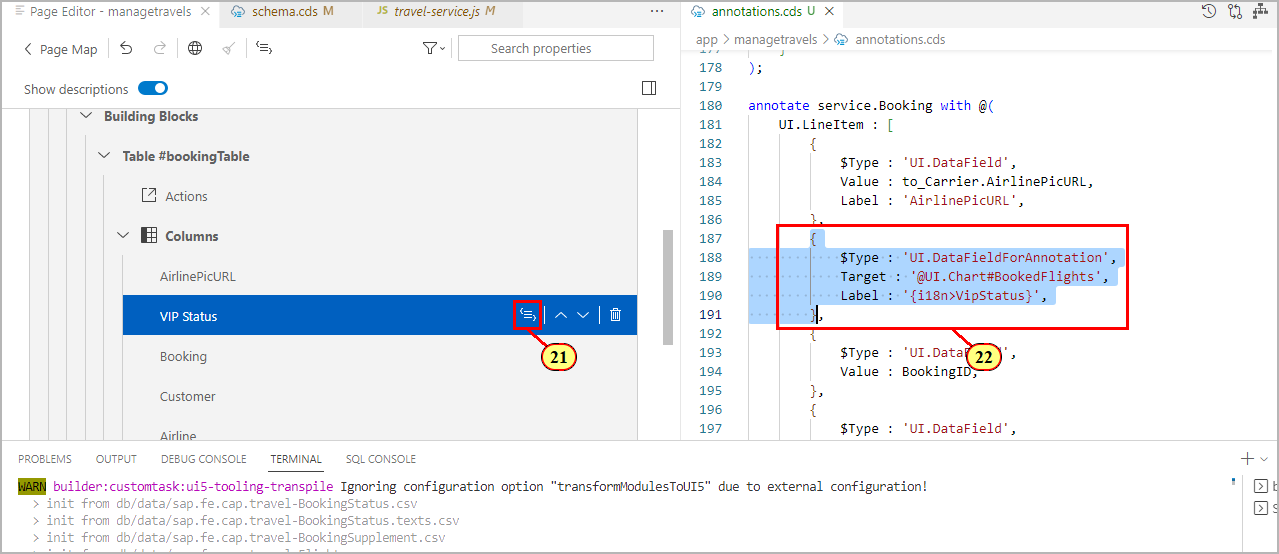 Page Editor - managetravels
schema.cds M
travel-service.js M
Page Map
Search properties
Show descriptions
Building Blocks
Table #bookingTable
Actions
Columns
AirlinePicURL
VIP Status
Booking
Customer
Airline
21
annotations.cds U
app > managetravels > annotations.cds
178 );
179
180 annotate service.Booking with @(
181 UI.LineItem : [
182 {
183 $Type : 'UI.DataField',
184 Value : to_Carrier.AirlinePicURL,
185 Label : 'AirlinePicURL',
186 },
187 {
188 $Type : 'UI.DataFieldForAnnotation',
189 Target : '@UI.Chart#BookedFlights',
190 Label : '{i18n>VipStatus}',
191 },
192 {
193 $Type : 'UI.DataField',
194 Value : BookingID,
195 },
196 {
197 $Type : 'UI.DataField',
22
PROBLEMS OUTPUT DEBUG CONSOLE TERMINAL SQL CONSOLE
WARN builder:customtask:ui5-tooling-transpile Ignoring configuration option "transformModulesToUI5" due to external configuration!
> init from db/data/sap.fe.cap.travel-BookingStatus.csv
> init from db/data/sap.fe.cap.travel-BookingStatus.texts.csv
> init from db/data/sap.fe.cap.travel-BookingSupplement.csv